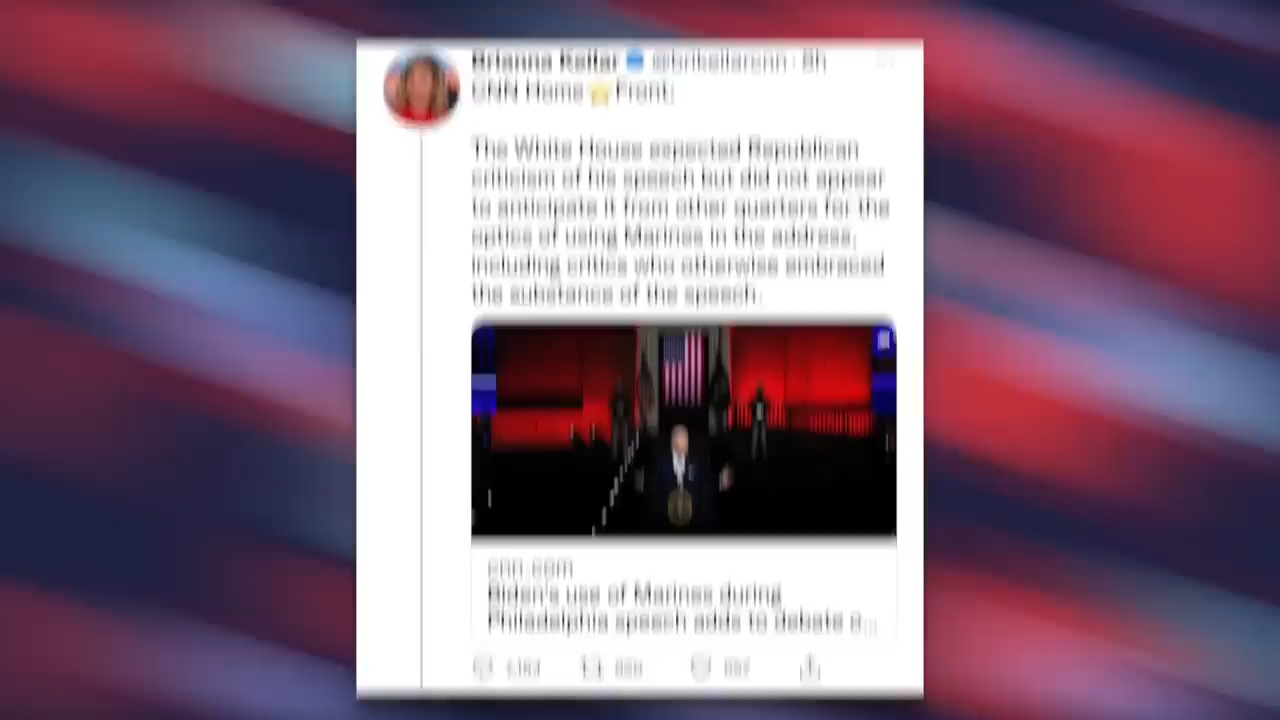 Brianna Keilar @brikeilarcnn · 8h
CNN Home ⭐ Front:
The White House expected Republican
criticism of his speech but did not appear
to anticipate it from other quarters for the
optics of using Marines in the address,
including critics who otherwise embraced
the substance of the speech.
cnn.com
Biden's use of Marines during
Philadelphia speech adds to debate o...